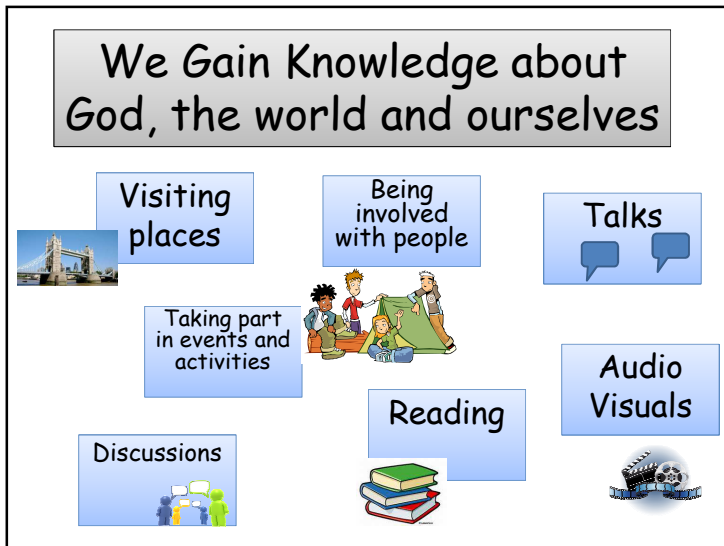 We Gain Knowledge about
God, the world and ourselves
Visiting
places
Being
involved
with people
Talks
Taking part
in events and
activities
Reading
Audio
Visuals
Discussions